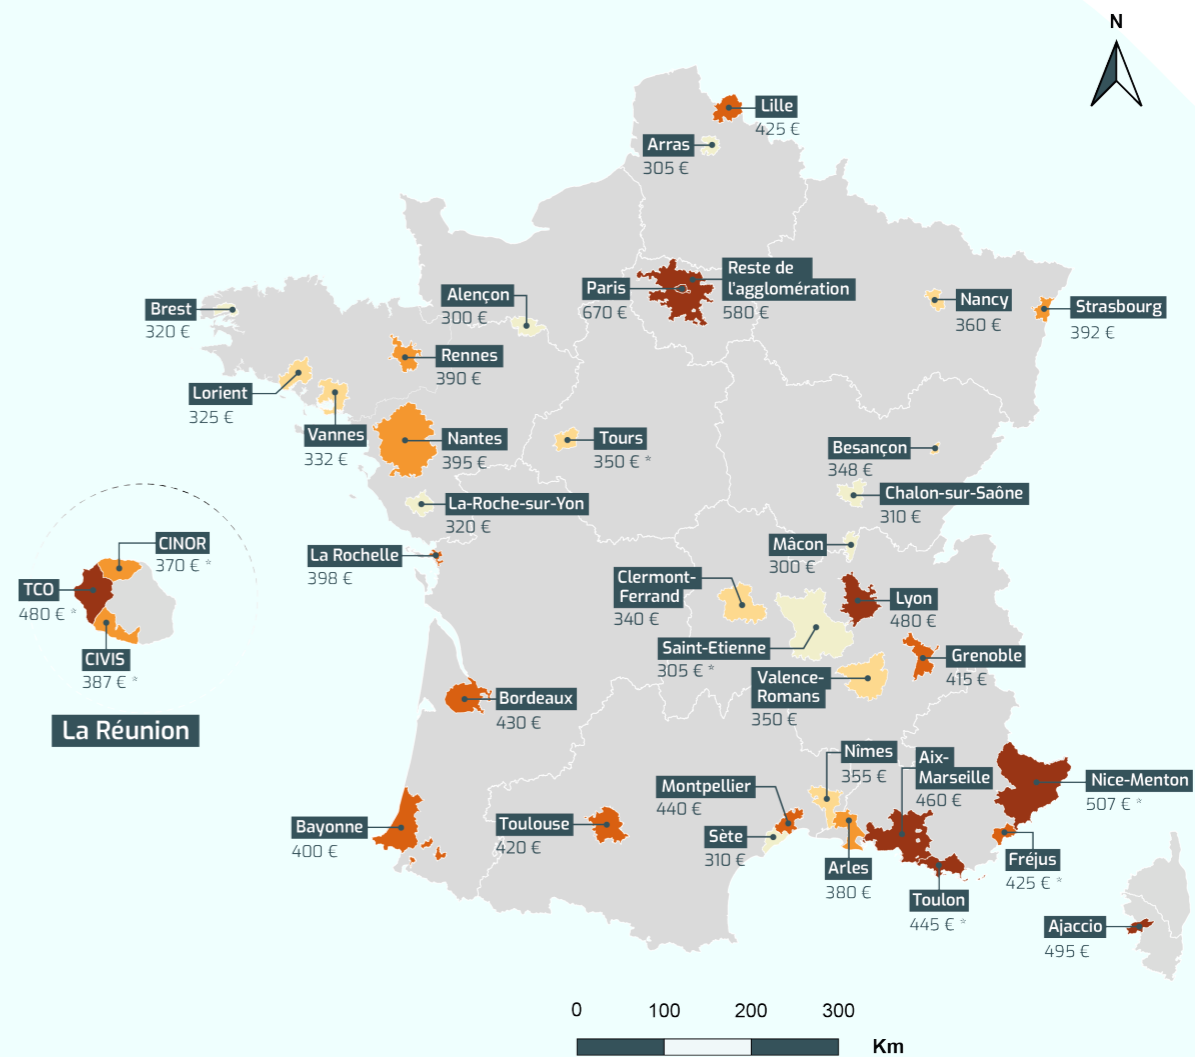 N
Lille
425 €
Arras
305 €
Reste de
l'agglomération
580 €
Paris
670 €
Alençon
300 €
Nancy
360 €
Strasbourg
392 €
Brest
320 €
Rennes
390 €
Lorient
325 €
Vannes
332 €
Nantes
395 €
Tours
350 € *
Besançon
348 €
Chalon-sur-Saône
310 €
La-Roche-sur-Yon
320 €
La Rochelle
398 €
Mâcon
300 €
CINOR
370 € *
TCO
480 € *
CIVIS
387 € *
La Réunion
Clermont-
Ferrand
340 €
Lyon
480 €
Saint-Etienne
305 € *
Grenoble
415 €
Valence-
Romans
350 €
Bordeaux
430 €
Nîmes
355 €
Aix-
Marseille
460 €
Nice-Menton
507 € *
Montpellier
440 €
Bayonne
400 €
Toulouse
420 €
Sète
310 €
Arles
380 €
Fréjus
425 € *
Toulon
445 € *
Ajaccio
495 €
0 100 200 300
Km